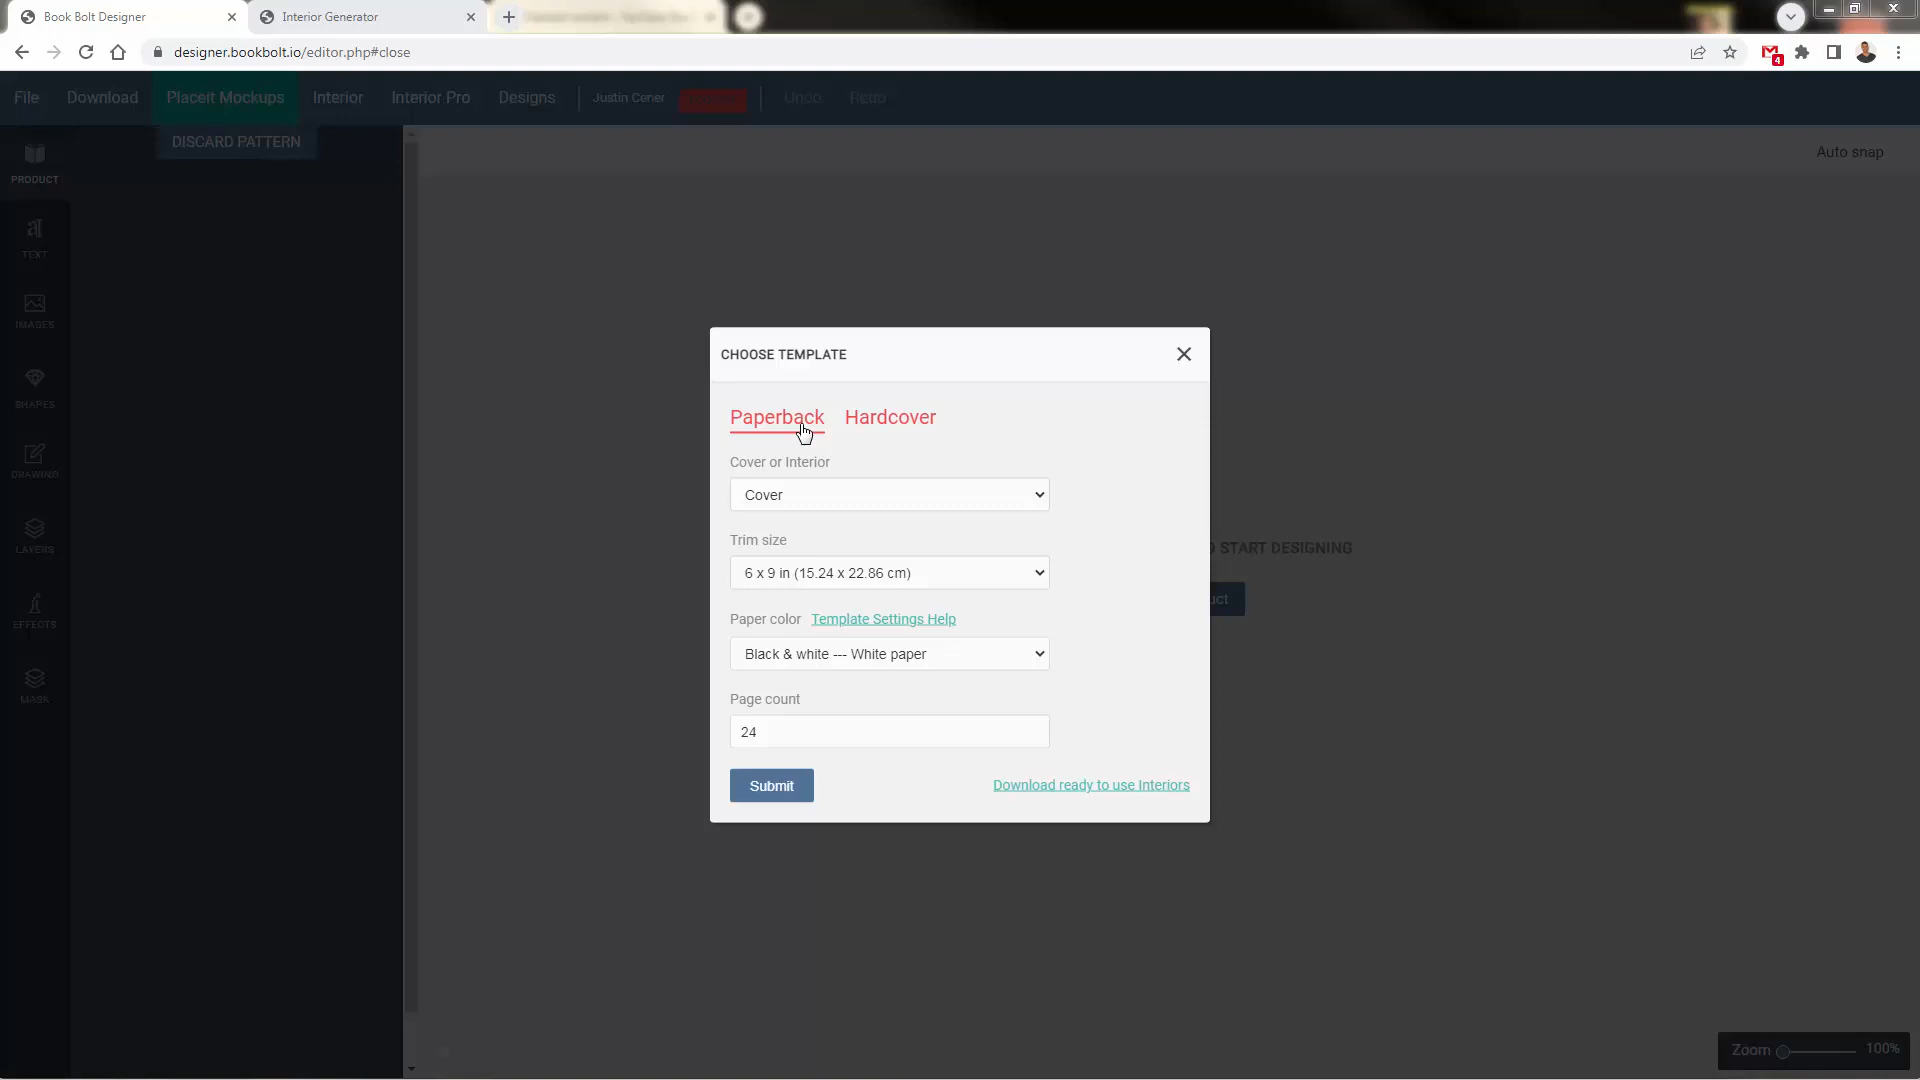 Book Bolt Designer
Interior Generator
designer.bookbolt.io/editor.php#close
4
File Download Placeit Mockups Interior Interior Pro Designs Justin Cener Undo Redo
DISCARD PATTERN
Auto snap
PRODUCT
TEXT
IMAGES
SHAPES
DRAWING
LAYERS
EFFECTS
MASK
CHOOSE TEMPLATE
Paperback Hardcover
Cover or Interior
Cover
Trim size
6 x 9 in (15.24 x 22.86 cm)
START DESIGNING
Paper color Template Settings Help
Black & white --- White paper
Page count
24
Submit
Download ready to use Interiors
Zoom 100%